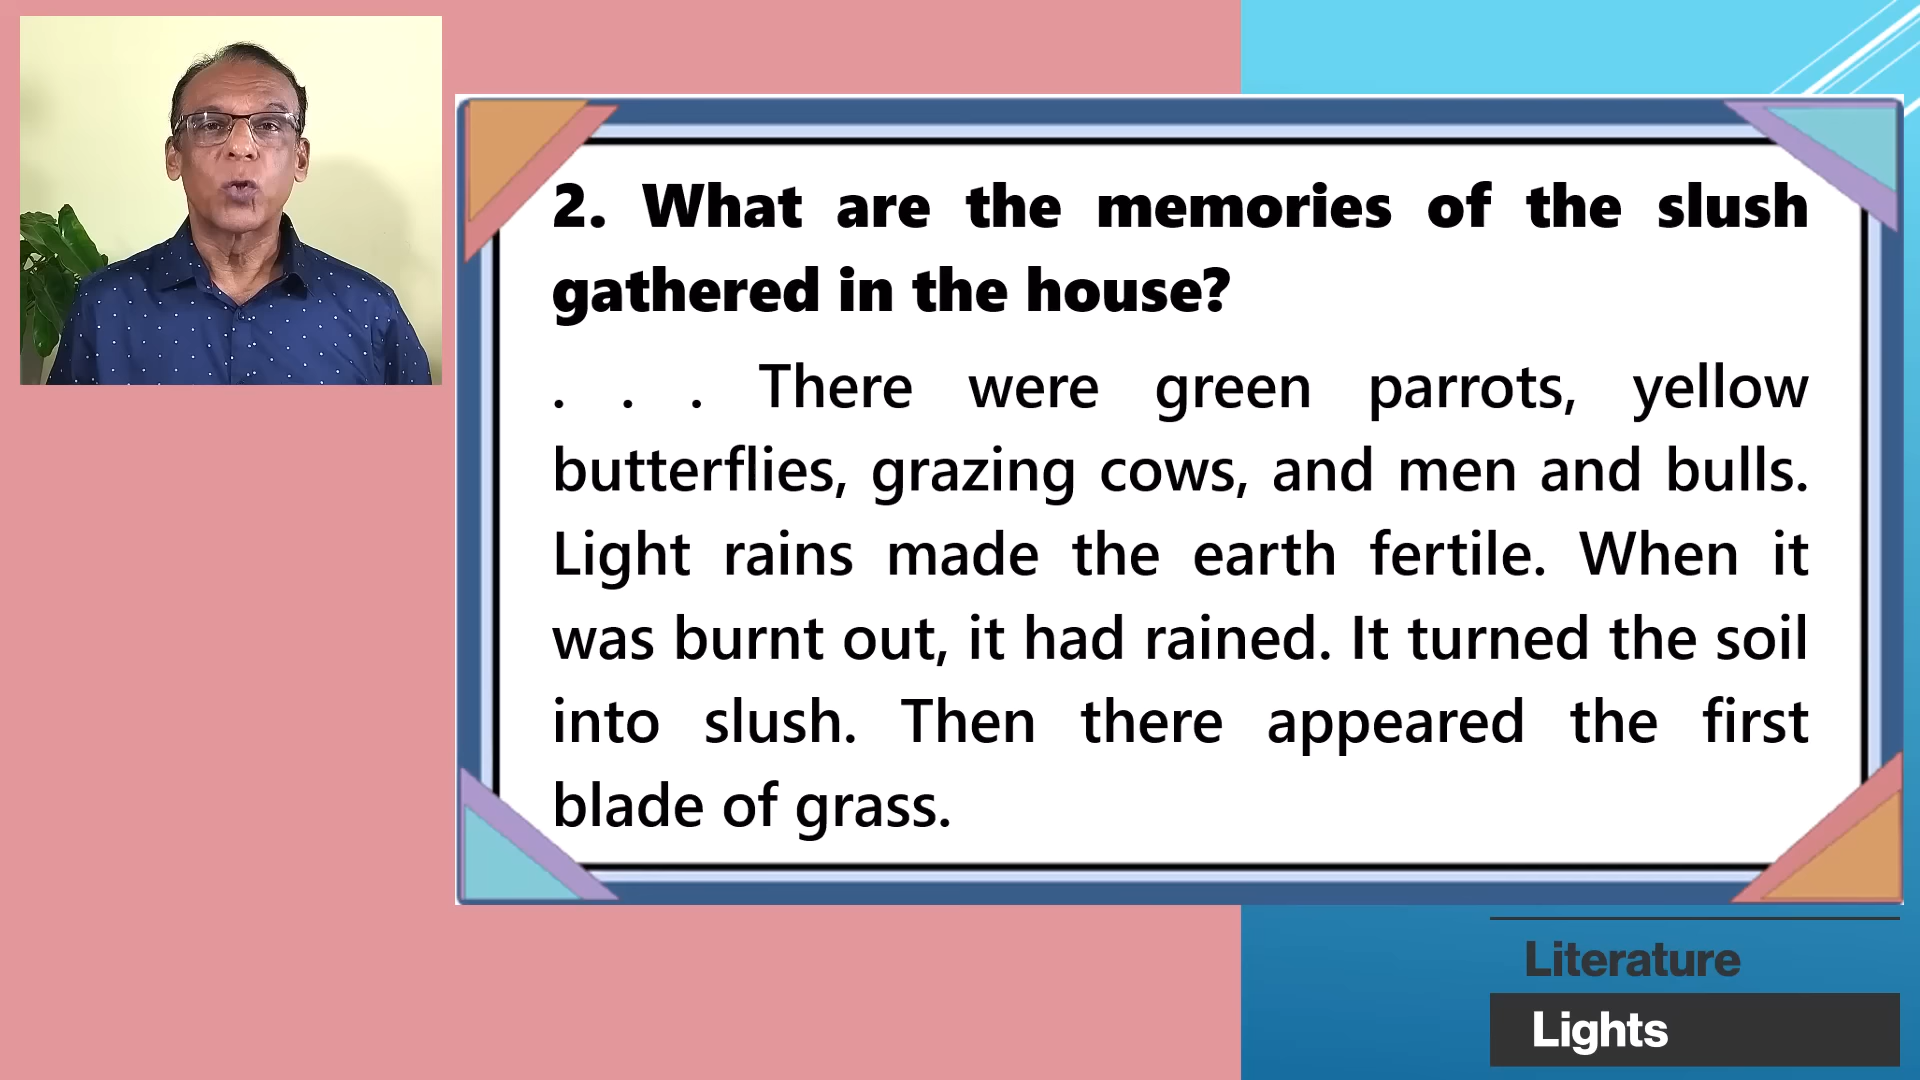 2. What are the memories of the slush
gathered in the house?
. . . There were green parrots, yellow
butterflies, grazing cows, and men and bulls.
Light rains made the earth fertile. When it
was burnt out, it had rained. It turned the soil
into slush. Then there appeared the first
blade of grass.
Literature
Lights